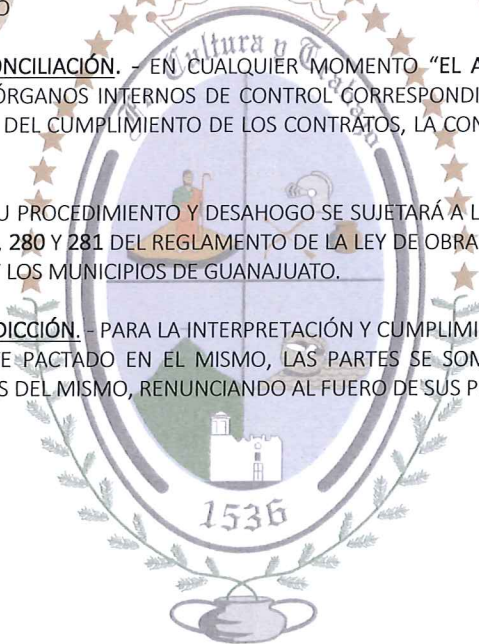 ONCILIACIÓN. - EN CUALQUIER MOMENTO "EL A
ÓRGANOS INTERNOS DE CONTROL CORRESPONDI
DEL CUMPLIMIENTO DE LOS CONTRATOS, LA CON
U PROCEDIMIENTO Y DESAHOGO SE SUJETARÁ A L
, 280 Y 281 DEL REGLAMENTO DE LA LEY DE OBRA
Y LOS MUNICIPIOS DE GUANAJUATO.
DICCIÓN. - PARA LA INTERPRETACIÓN Y CUMPLIMI
E PACTADO EN EL MISMO, LAS PARTES SE SOM
S DEL MISMO, RENUNCIANDO AL FUERO DE SUS P
Cultura y Trabajo
1536